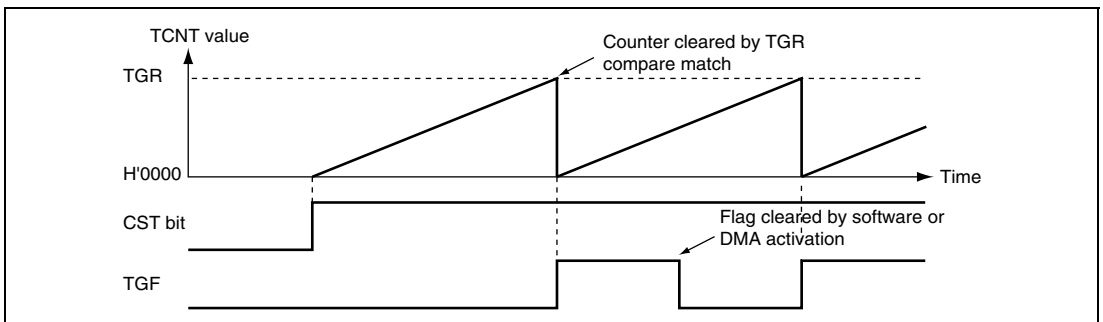 TCNT value
Counter cleared by TGR
compare match
TGR
H'0000
Time
CST bit
Flag cleared by software or
DMA activation
TGF